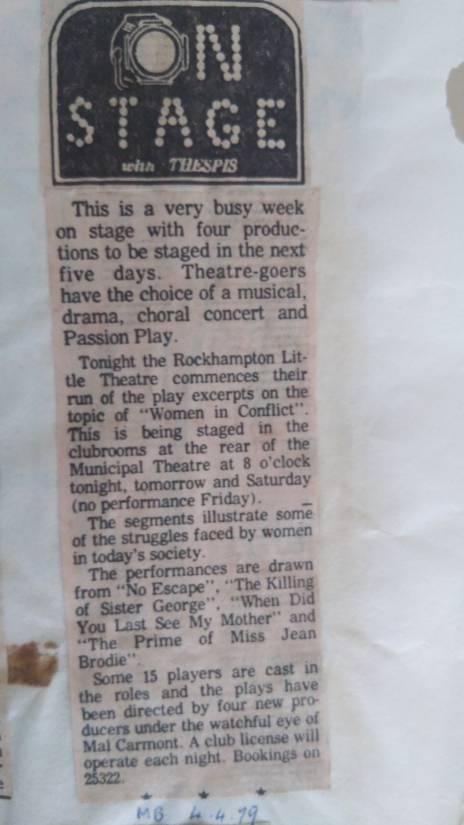 ON
STAGE
with THESPIS
This is a very busy week
on stage with four produc-
tions to be staged in the next
five days. Theatre-goers
have the choice of a musical,
drama, choral concert and
Passion Play.
Tonight the Rockhampton Lit-
tle Theatre commences their
run of the play excerpts on the
topic of "Women in Conflict".
This is being staged in the
clubrooms at the rear of the
Municipal Theatre at 8 o'clock
tonight, tomorrow and Saturday
(no performance Friday).
The segments illustrate some
of the struggles faced by women
in today's society.
The performances are drawn
from "No Escape", "The Killing
of Sister George", "When Did
You Last See My Mother" and
"The Prime of Miss Jean
Brodie".
Some 15 players are cast in
the roles and the plays have
been directed by four new pro-
ducers under the watchful eye of
Mal Carmont. A club license will
operate each night. Bookings on
25322.
★ ★ ★
MB 4.4.79